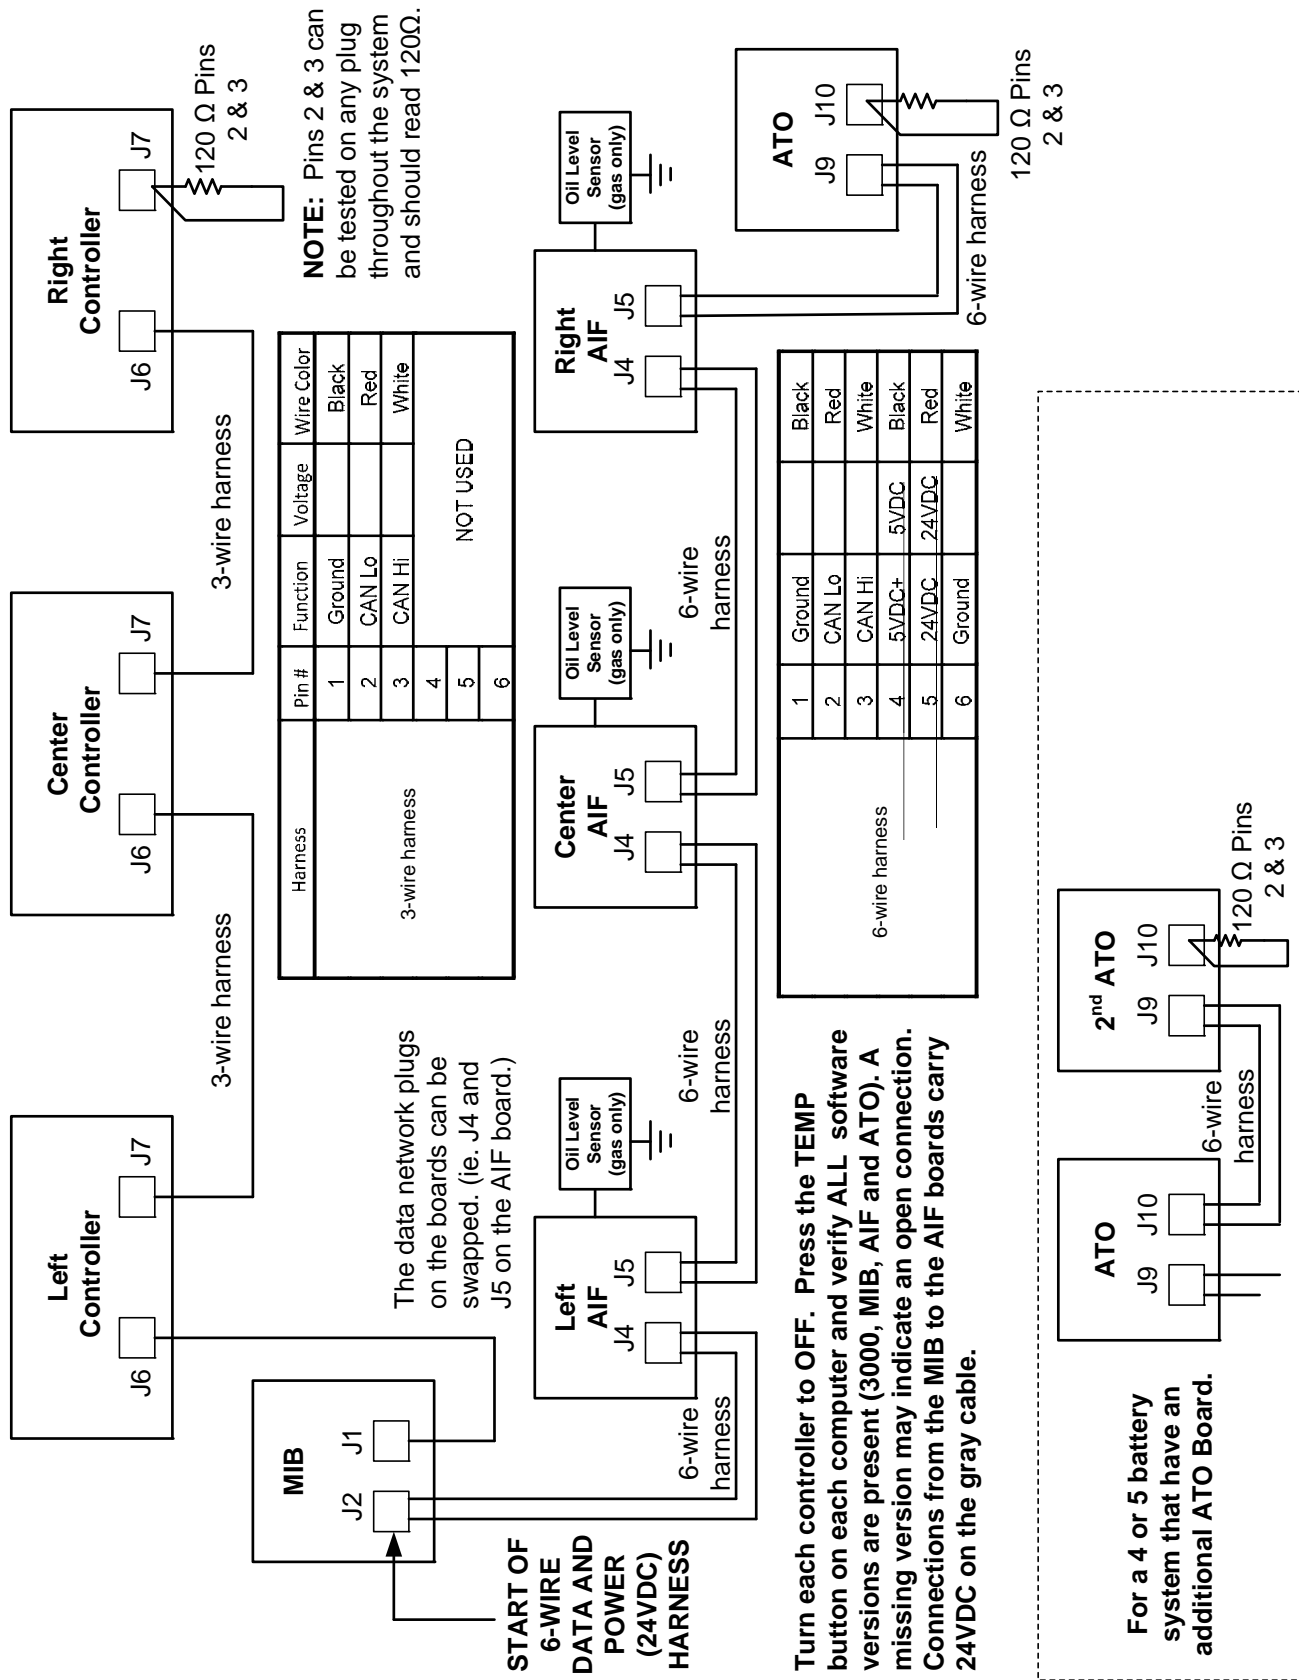 Left
Controller
J6
J7
3-wire harness
Center
Controller
J6
J7
3-wire harness
Right
Controller
J6
J7
120 Ω Pins
2 & 3
NOTE: Pins 2 & 3 can
be tested on any plug
throughout the system
and should read 120Ω.
MIB
J2
J1
START OF
6-WIRE
DATA AND
POWER
(24VDC)
HARNESS
The data network plugs
on the boards can be
swapped. (ie. J4 and
J5 on the AIF board.)
Harness Pin # Function Voltage Wire Color
3-wire harness
1 Ground Black
2 CAN Lo Red
3 CAN Hi White
4
5
6
NOT USED
6-wire
harness
Left
AIF
J4
J5
Oil Level
Sensor
(gas only)
6-wire
harness
Center
AIF
J4
J5
Oil Level
Sensor
(gas only)
6-wire
harness
Right
AIF
J4
J5
Oil Level
Sensor
(gas only)
6-wire harness
ATO
J9
J10
120 Ω Pins
2 & 3
Turn each controller to OFF. Press the TEMP
button on each computer and verify ALL software
versions are present (3000, MIB, AIF and ATO). A
missing version may indicate an open connection.
Connections from the MIB to the AIF boards carry
24VDC on the gray cable.
6-wire harness
1 Ground Black
2 CAN Lo Red
3 CAN Hi White
4 5VDC+ 5VDC Black
5 24VDC 24VDC Red
6 Ground White
For a 4 or 5 battery
system that have an
additional ATO Board.
ATO
J9
J10
6-wire
harness
2nd ATO
J9
J10
120 Ω Pins
2 & 3